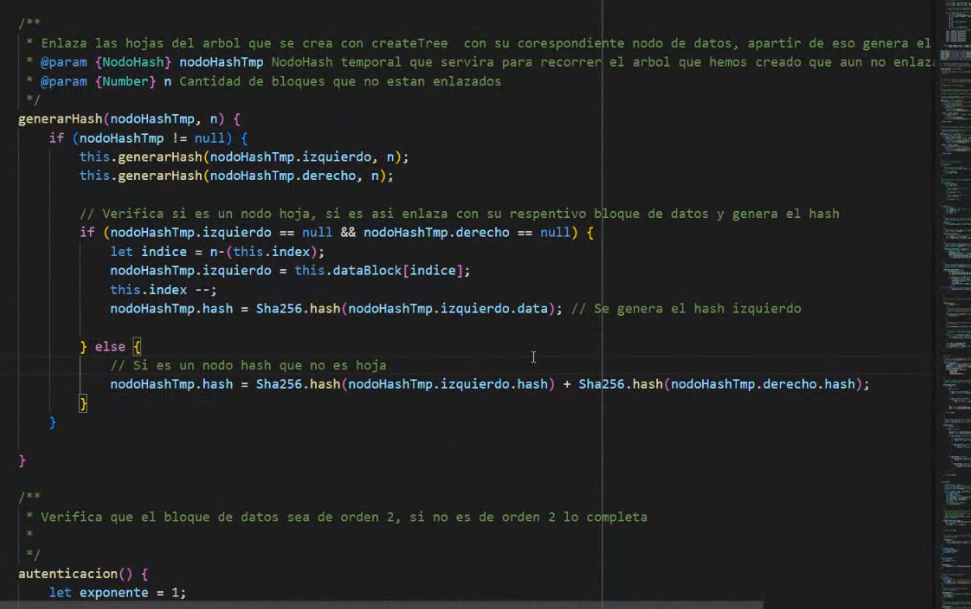 /**
 * Enlaza las hojas del arbol que se crea con createTree  con su corespondiente nodo de datos, apartir de eso genera el
 * @param {NodoHash} nodoHashTmp NodoHash temporal que servira para recorrer el arbol que hemos creado que aun no enlaza
 * @param {Number} n Cantidad de bloques que no estan enlazados
 */
generarHash(nodoHashTmp, n) {
    if (nodoHashTmp != null) {
        this.generarHash(nodoHashTmp.izquierdo, n);
        this.generarHash(nodoHashTmp.derecho, n);
        // Verifica si es un nodo hoja, si es asi enlaza con su respentivo bloque de datos y genera el hash
        if (nodoHashTmp.izquierdo == null && nodoHashTmp.derecho == null) {
            let indice = n-(this.index);
            nodoHashTmp.izquierdo = this.dataBlock[indice];
            this.index --;
            nodoHashTmp.hash = Sha256.hash(nodoHashTmp.izquierdo.data); // Se genera el hash izquierdo
        } else {
            // Si es un nodo hash que no es hoja
            nodoHashTmp.hash = Sha256.hash(nodoHashTmp.izquierdo.hash) + Sha256.hash(nodoHashTmp.derecho.hash);
        }
    }
}
/**
 * Verifica que el bloque de datos sea de orden 2, si no es de orden 2 lo completa
 *
 */
autenticacion() {
    let exponente = 1;